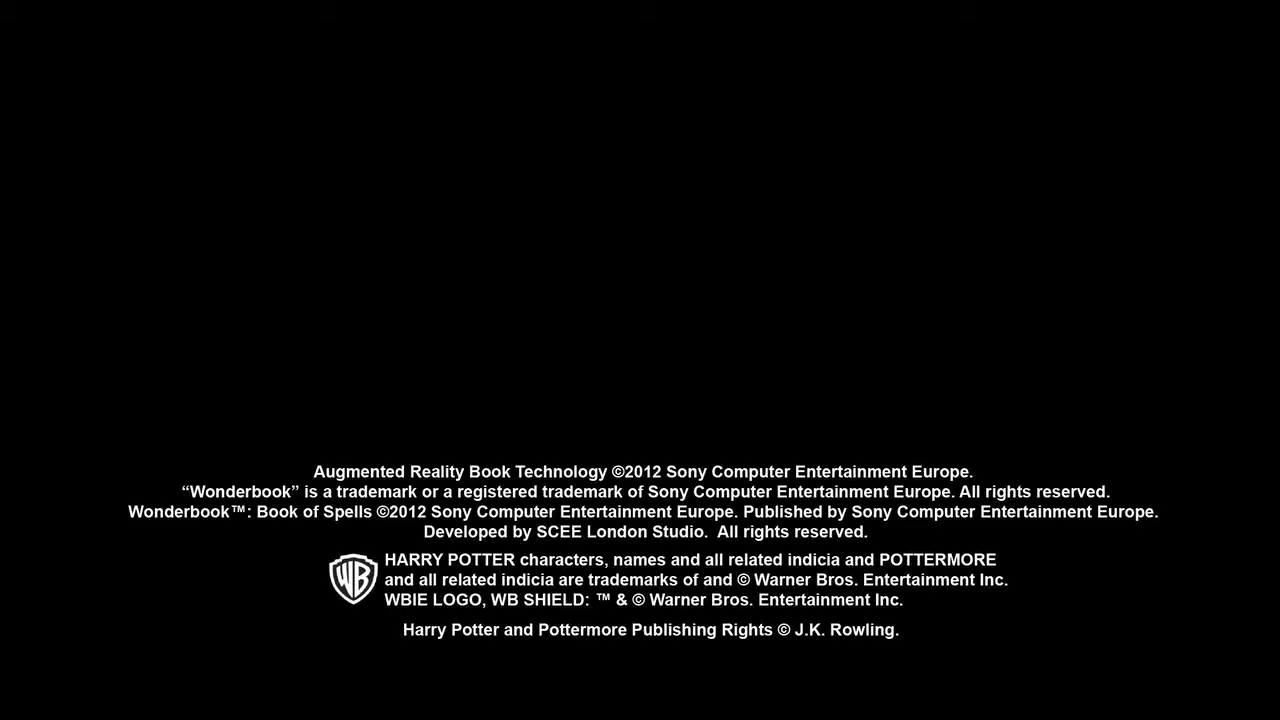 Augmented Reality Book Technology ©2012 Sony Computer Entertainment Europe.
“Wonderbook” is a trademark or a registered trademark of Sony Computer Entertainment Europe. All rights reserved.
Wonderbook™: Book of Spells ©2012 Sony Computer Entertainment Europe. Published by Sony Computer Entertainment Europe.
Developed by SCEE London Studio.  All rights reserved.
WB
HARRY POTTER characters, names and all related indicia and POTTERMORE
and all related indicia are trademarks of and © Warner Bros. Entertainment Inc.
WBIE LOGO, WB SHIELD: ™ & © Warner Bros. Entertainment Inc.
Harry Potter and Pottermore Publishing Rights © J.K. Rowling.